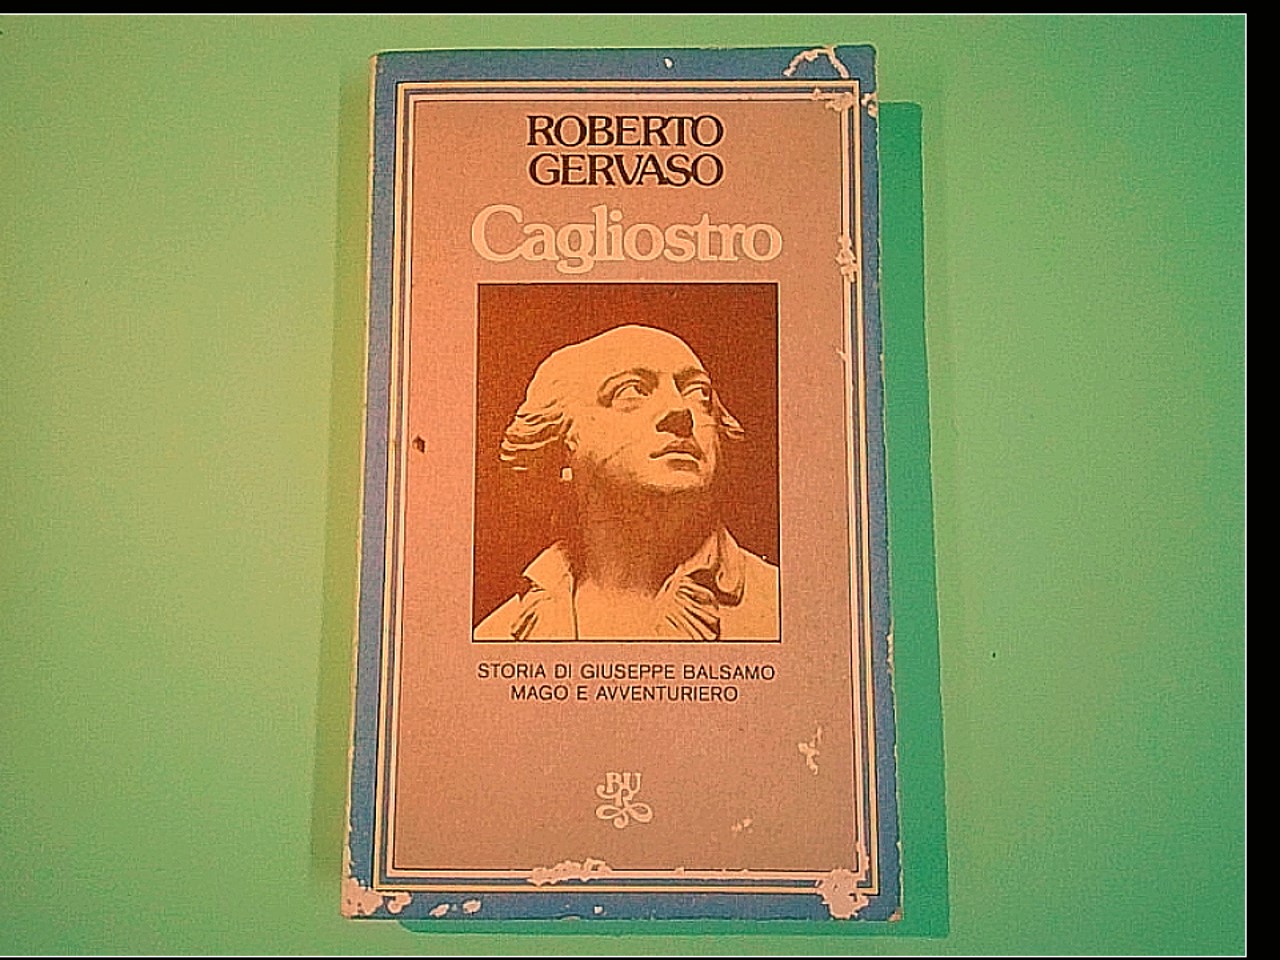 ROBERTO
GERVASO
Cagliostro
STORIA DI GIUSEPPE BALSAMO
MAGO E AVVENTURIERO
BUR